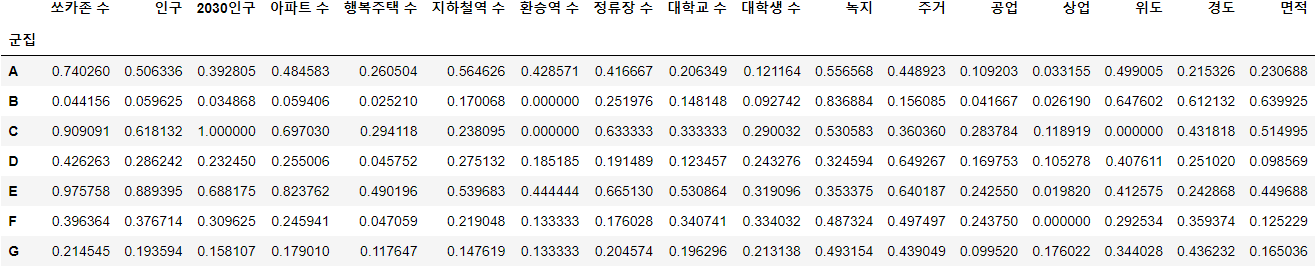 쏘카존 수 인구 2030인구 아파트 수 행복주택 수 지하철역 수 환승역 수 정류장 수 대학교 수 대학생 수 녹지 주거 공업 상업 위도 경도 면적
군집
A 0.740260 0.506336 0.392805 0.484583 0.260504 0.564626 0.428571 0.416667 0.206349 0.121164 0.556568 0.448923 0.109203 0.033155 0.499005 0.215326 0.230688
B 0.044156 0.059625 0.034868 0.059406 0.025210 0.170068 0.000000 0.251976 0.148148 0.092742 0.836884 0.156085 0.041667 0.026190 0.647602 0.612132 0.639925
C 0.909091 0.618132 1.000000 0.697030 0.294118 0.238095 0.000000 0.633333 0.333333 0.290032 0.530583 0.360360 0.283784 0.118919 0.000000 0.431818 0.514995
D 0.426263 0.286242 0.232450 0.255006 0.045752 0.275132 0.185185 0.191489 0.123457 0.243276 0.324594 0.649267 0.169753 0.105278 0.407611 0.251020 0.098569
E 0.975758 0.889395 0.688175 0.823762 0.490196 0.539683 0.444444 0.665130 0.530864 0.319096 0.353375 0.640187 0.242550 0.019820 0.412575 0.242868 0.449688
F 0.396364 0.376714 0.309625 0.245941 0.047059 0.219048 0.133333 0.176028 0.340741 0.334032 0.487324 0.497497 0.243750 0.000000 0.292534 0.359374 0.125229
G 0.214545 0.193594 0.158107 0.179010 0.117647 0.147619 0.133333 0.204574 0.196296 0.213138 0.493154 0.439049 0.099520 0.176022 0.344028 0.436232 0.165036